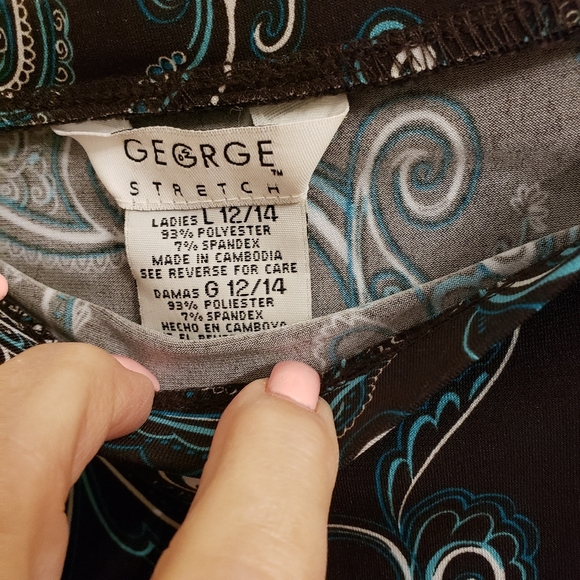 GEORGE™
STRETCH
LADIES L 12/14
93% POLYESTER
7% SPANDEX
MADE IN CAMBODIA
SEE REVERSE FOR CARE
DAMAS G 12/14
93% POLIESTER
7% SPANDEX
HECHO EN CAMBOYA